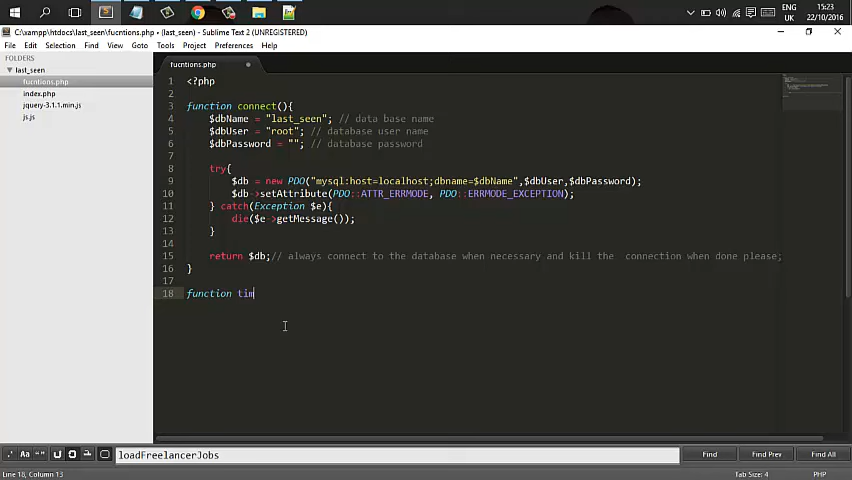 ENG
15:23
UK
22/10/2016
C:\xampp\htdocs\last_seen\fucntions.php • (last_seen) - Sublime Text 2 (UNREGISTERED)
File Edit Selection Find View Goto Tools Project Preferences Help
FOLDERS
last_seen
fucntions.php
index.php
jquery-3.1.1.min.js
js.js
fucntions.php
1 <?php
2
3 function connect(){
4 $dbName = "last_seen"; // data base name
5 $dbUser = "root"; // database user name
6 $dbPassword = ""; // database password
7
8 try{
9 $db = new PDO("mysql:host=localhost;dbname=$dbName",$dbUser,$dbPassword);
10 $db->setAttribute(PDO::ATTR_ERRMODE, PDO::ERRMODE_EXCEPTION);
11 } catch(Exception $e){
12 die($e->getMessage());
13 }
14
15 return $db;// always connect to the database when necessary and kill the  connection when done please;
16 }
17
18 function tim
.* Aa “”
loadFreelancerJobs
Find Find Prev Find All
Line 18, Column 13
Tab Size: 4
PHP